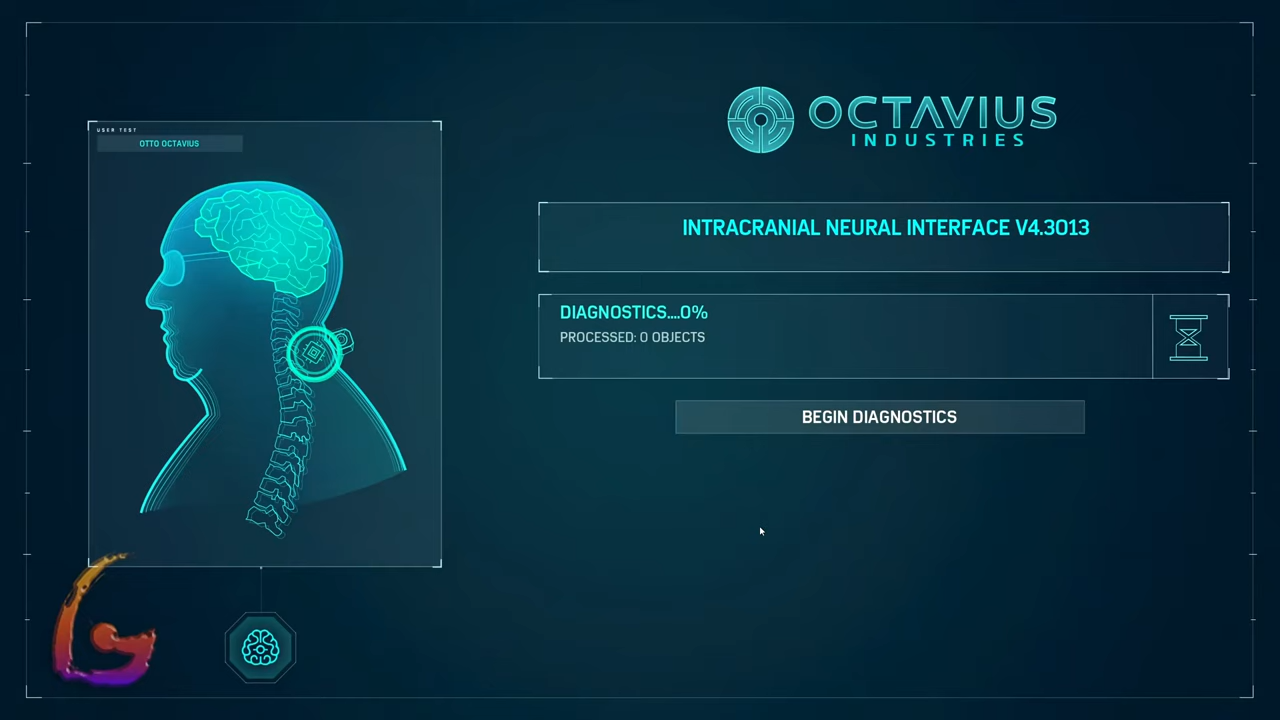 USER TEST
OTTO OCTAVIUS
OCTAVIUS
INDUSTRIES
INTRACRANIAL NEURAL INTERFACE V4.3013
DIAGNOSTICS....0%
PROCESSED: 0 OBJECTS
BEGIN DIAGNOSTICS